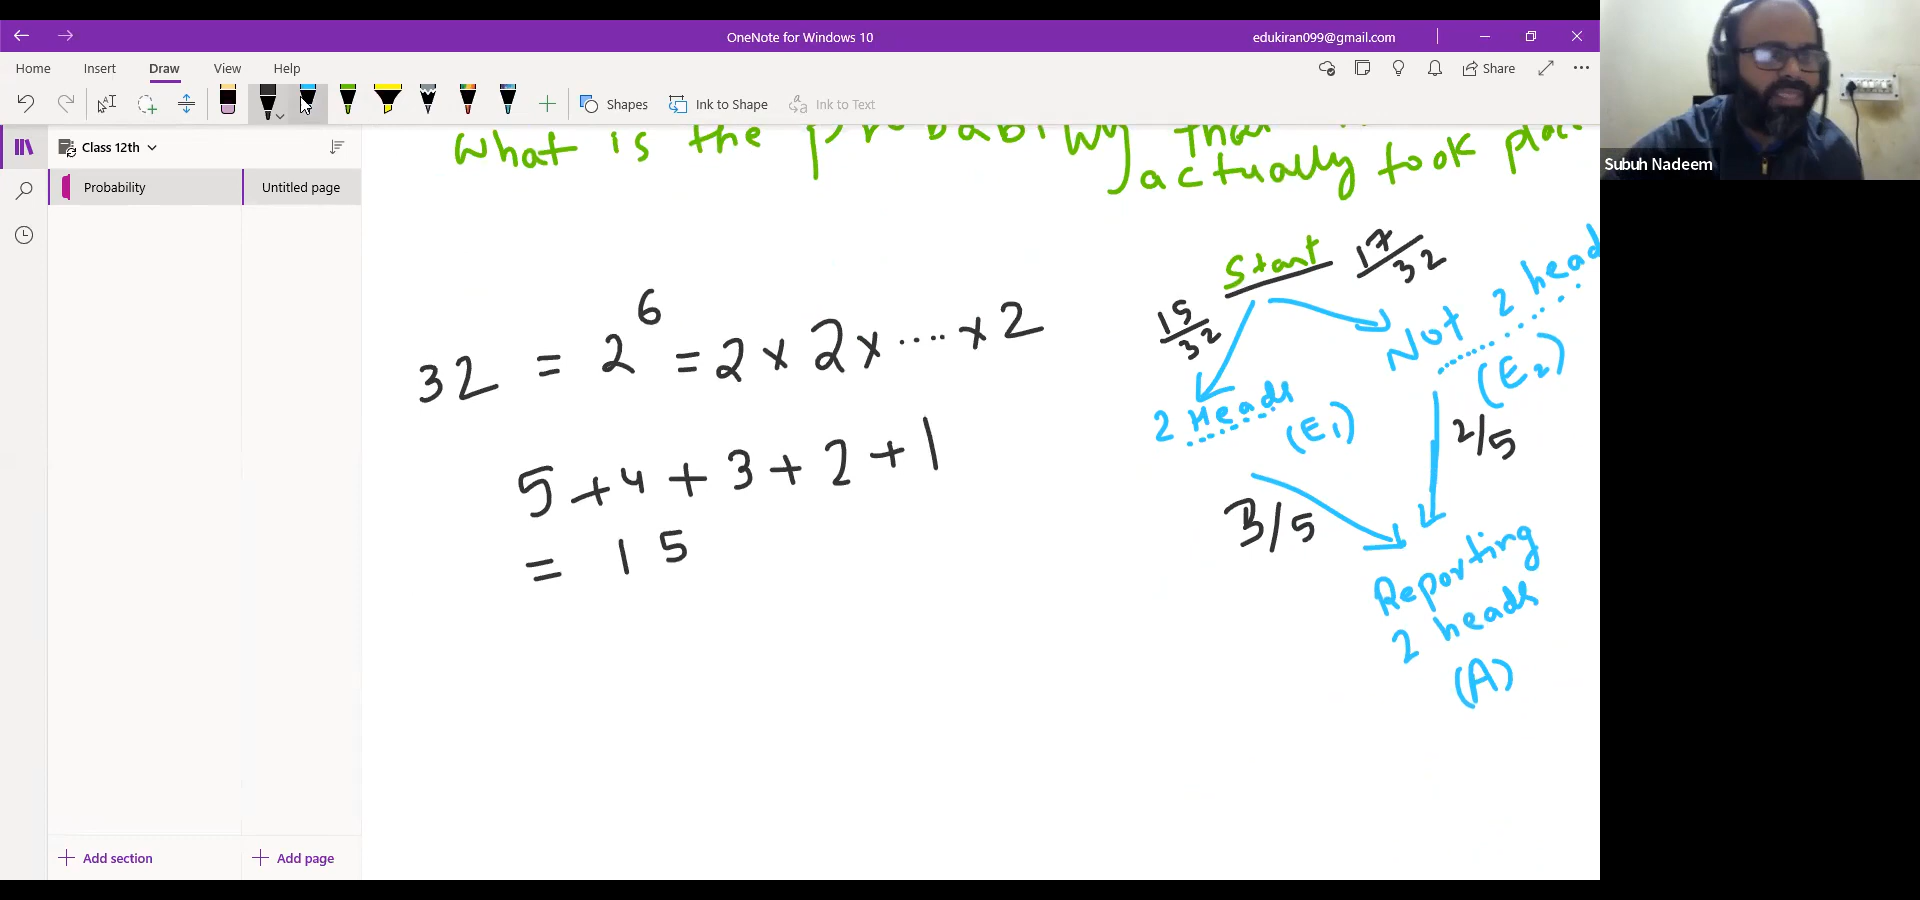 OneNote for Windows 10
edukiran099@gmail.com
Home Insert Draw View Help
Share
Shapes Ink to Shape Ink to Text
Subuh Nadeem
Class 12th
Probability
Untitled page
What is the probability that
actually took plac
32 = 2^6 = 2 × 2 × ..... × 2
5 + 4 + 3 + 2 + 1
= 15
Start
17/32
15/32
Not 2 head
(E2)
2 Heads
(E1)
2/5
3/5
Reporting
2 heads
(A)
+ Add section
+ Add page